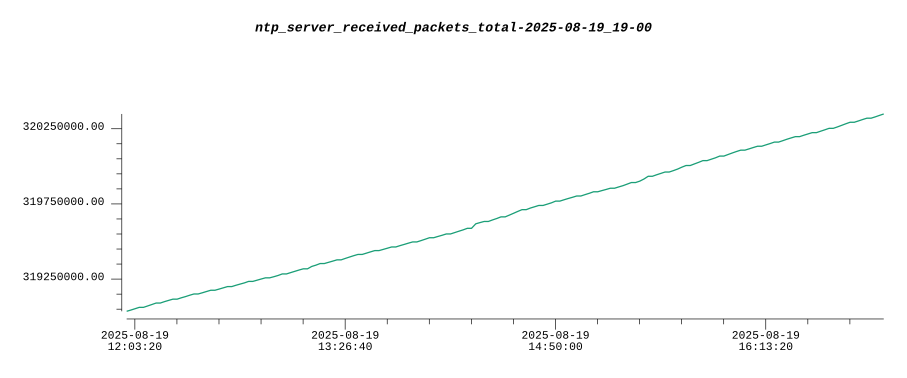 ntp_server_received_packets_total-2025-08-19_19-00
320250000.00
319750000.00
319250000.00
2025-08-19 2025-08-19 2025-08-19 2025-08-19
12:03:20 13:26:40 14:50:00 16:13:20